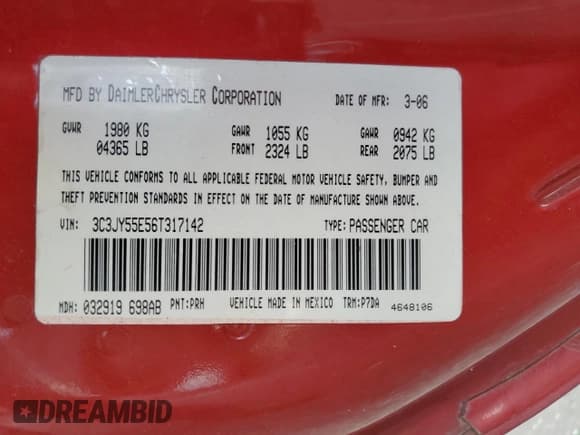 MFD BY DAIMLERCHRYSLER CORPORATION DATE OF MFR: 3-06
GVWR 1980 KG GAWR 1055 KG GAWR 0942 KG
04365 LB FRONT 2324 LB REAR 2075 LB
THIS VEHICLE CONFORMS TO ALL APPLICABLE FEDERAL MOTOR VEHICLE SAFETY, BUMPER AND
THEFT PREVENTION STANDARDS IN EFFECT ON THE DATE OF MANUFACTURE SHOWN ABOVE.
VIN: 3C3JY55E56T317142 TYPE: PASSENGER CAR
MDH: 032919 698AB PNT:PRH VEHICLE MADE IN MEXICO TRM:P7DA 4648106
DREAMBID